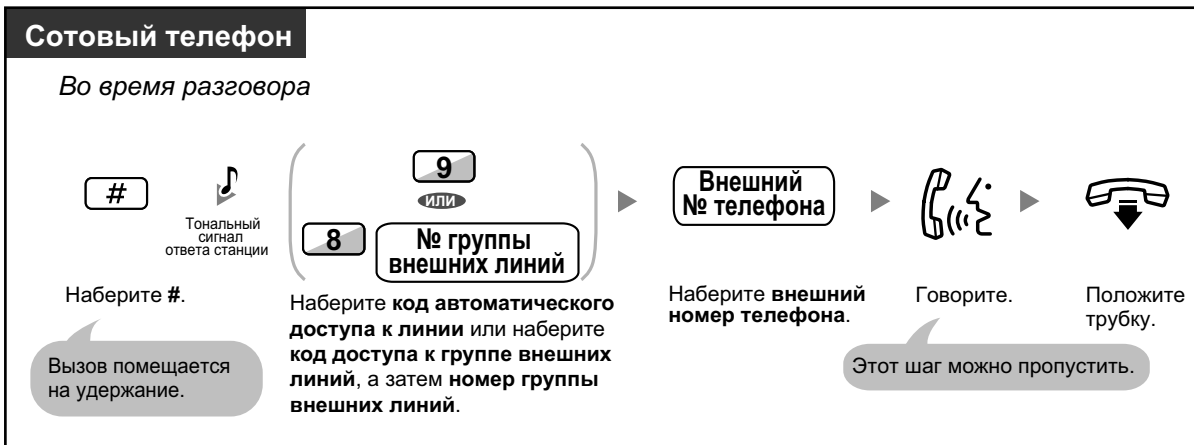 Сотовый телефон
Во время разговора
#
Тональный
сигнал
ответа станции
9
или
8
№ группы
внешних линий
Внешний
№ телефона
Наберите #.
Вызов помещается
на удержание.
Наберите код автоматического
доступа к линии или наберите
код доступа к группе внешних
линий, а затем номер группы
внешних линий.
Наберите внешний
номер телефона.
Говорите.
Положите
трубку.
Этот шаг можно пропустить.